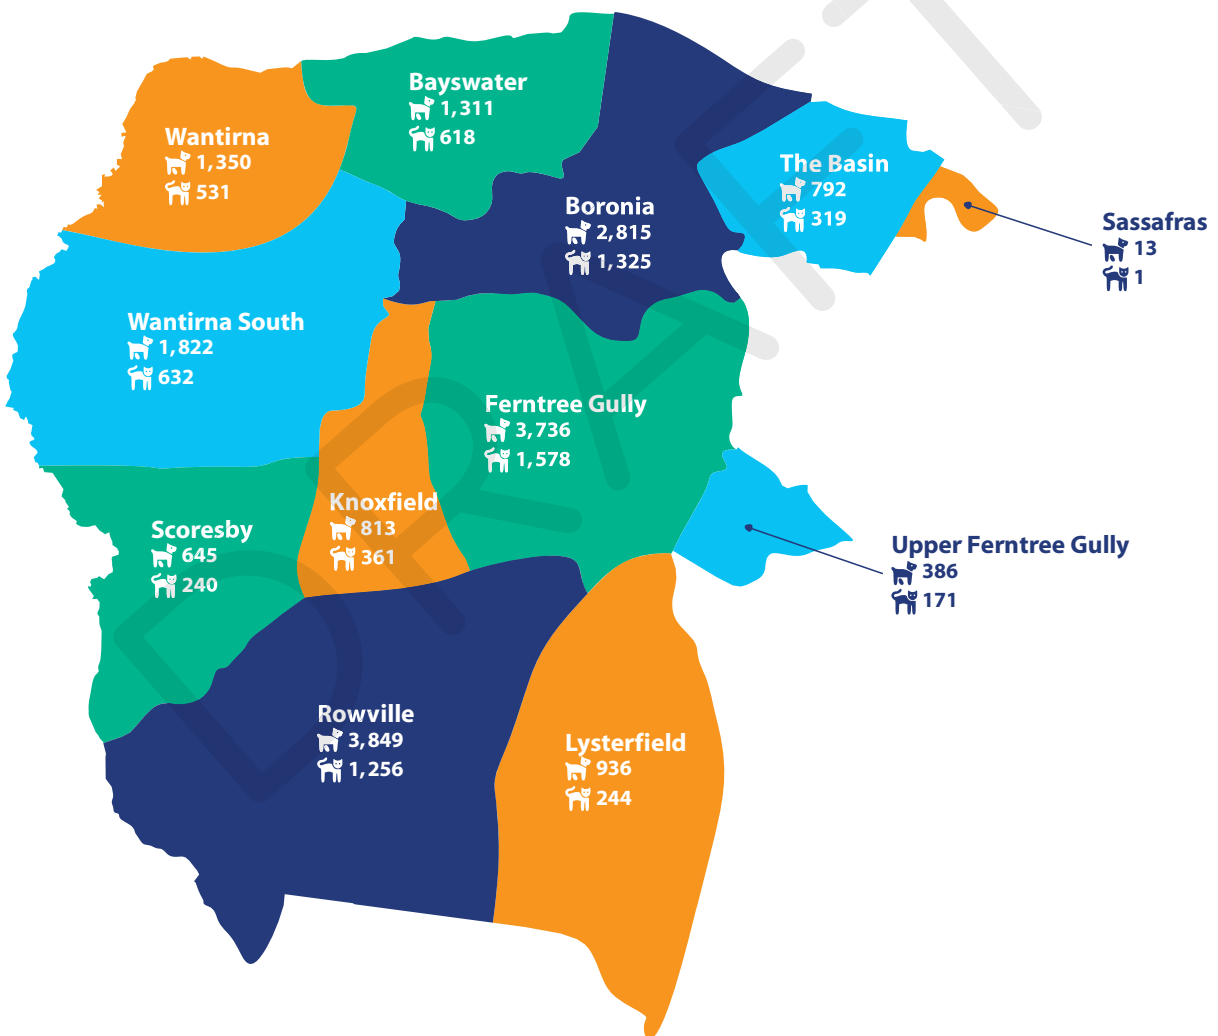 Bayswater
1,311
618
Wantirna
1,350
531
The Basin
792
319
Boronia
2,815
1,325
Sassafras
13
1
Wantirna South
1,822
632
Ferntree Gully
3,736
1,578
Knoxfield
813
361
Scoresby
645
240
Upper Ferntree Gully
386
171
Rowville
3,849
1,256
Lysterfield
936
244
DRAFT